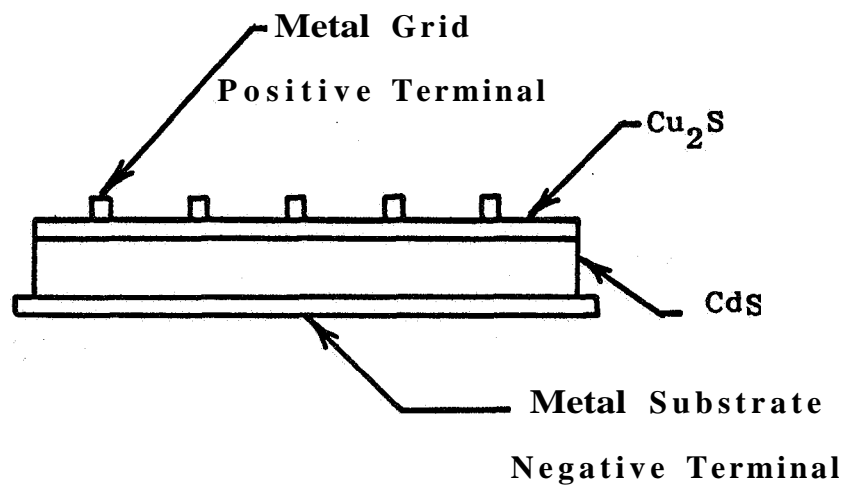 Metal Grid
Positive Terminal
Cu₂S
CdS
Metal Substrate
Negative Terminal